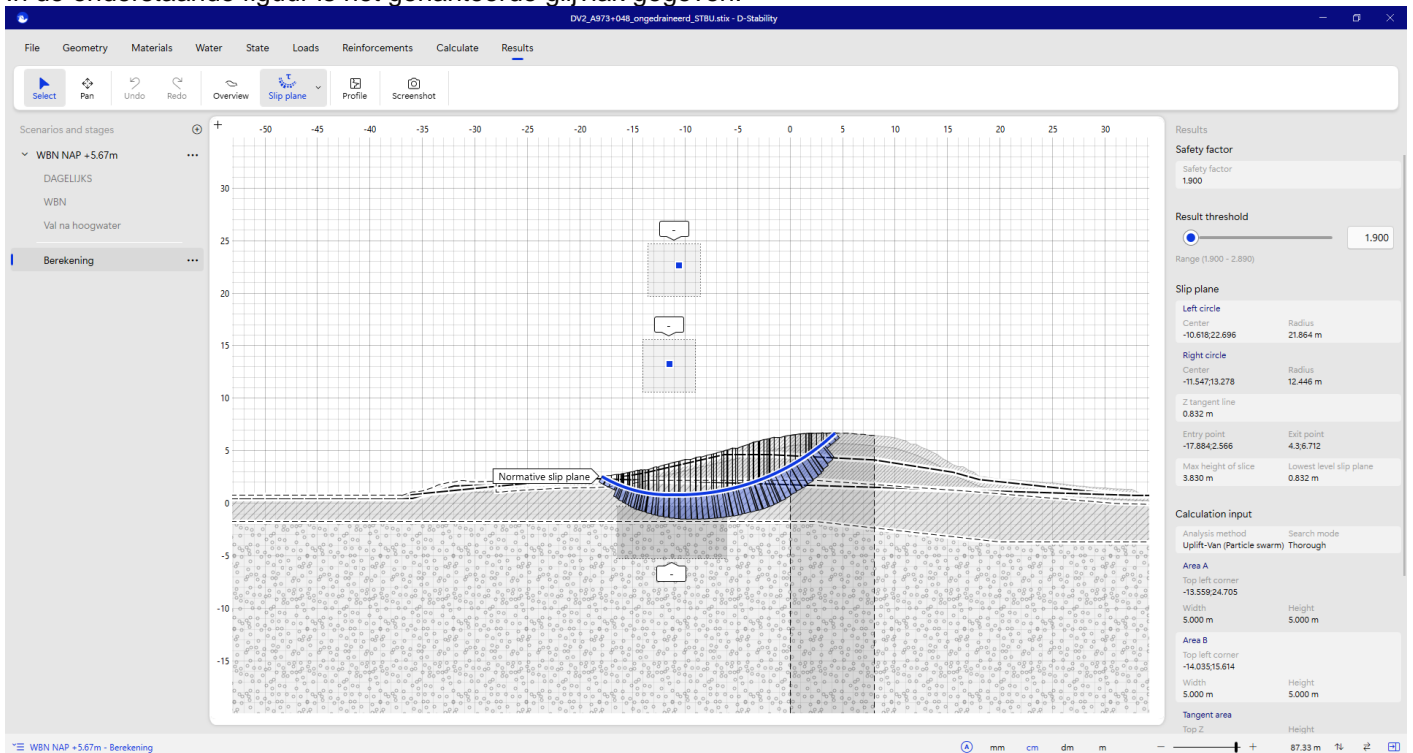 DV2_A973+048_ongedraineerd_STBU.stix - D-Stability
File Geometry Materials Water State Loads Reinforcements Calculate Results
Select Pan Undo Redo Overview Slip plane Profile Screenshot
Scenarios and stages
WBN NAP +5.67m
DAGELIJKS
WBN
Val na hoogwater
Berekening
-50 -45 -40 -35 -30 -25 -20 -15 -10 -5 0 5 10 15 20 25 30
30
25
20
15
10
5
0
-5
-10
-15
-
-
Normative slip plane
-
Results
Safety factor
Safety factor
1.900
Result threshold
1.900
Range (1.900 - 2.890)
Slip plane
Left circle
Center Radius
-10.618;22.696 21.864 m
Right circle
Center Radius
-11.547;13.278 12.446 m
Z tangent line
0.832 m
Entry point Exit point
-17.884;2.566 4.3;6.712
Max height of slice Lowest level slip plane
3.830 m 0.832 m
Calculation input
Analysis method Search mode
Uplift-Van (Particle swarm) Thorough
Area A
Top left corner
-13.559;24.705
Width Height
5.000 m 5.000 m
Area B
Top left corner
-14.035;15.614
Width Height
5.000 m 5.000 m
Tangent area
Top Z Height
WBN NAP +5.67m - Berekening
A mm cm dm m
- + 87.33 m